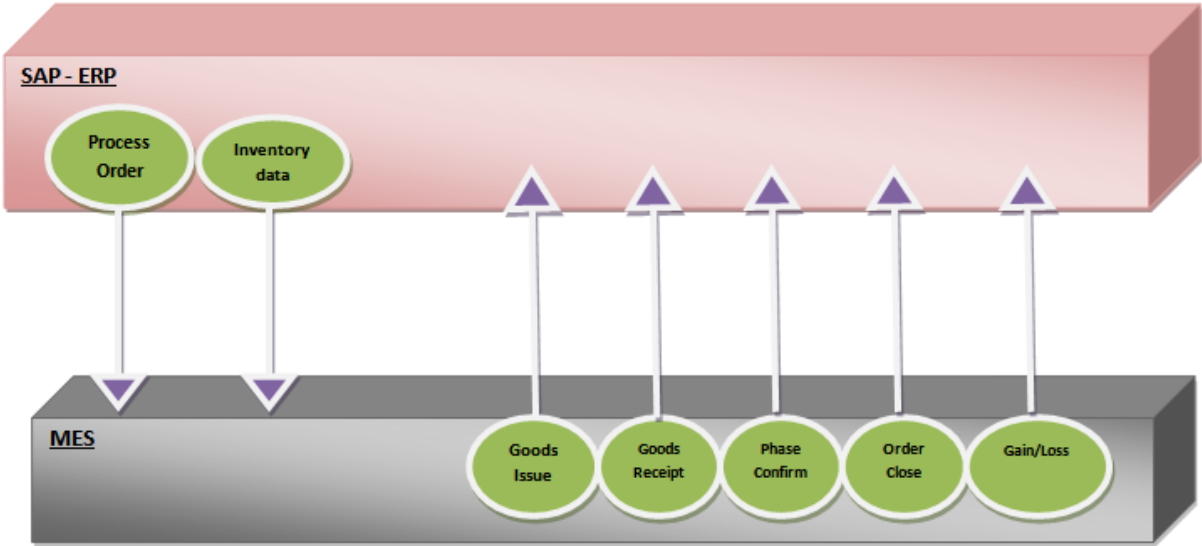 SAP - ERP
Process
Order
Inventory
data
MES
Goods
Issue
Goods
Receipt
Phase
Confirm
Order
Close
Gain/Loss